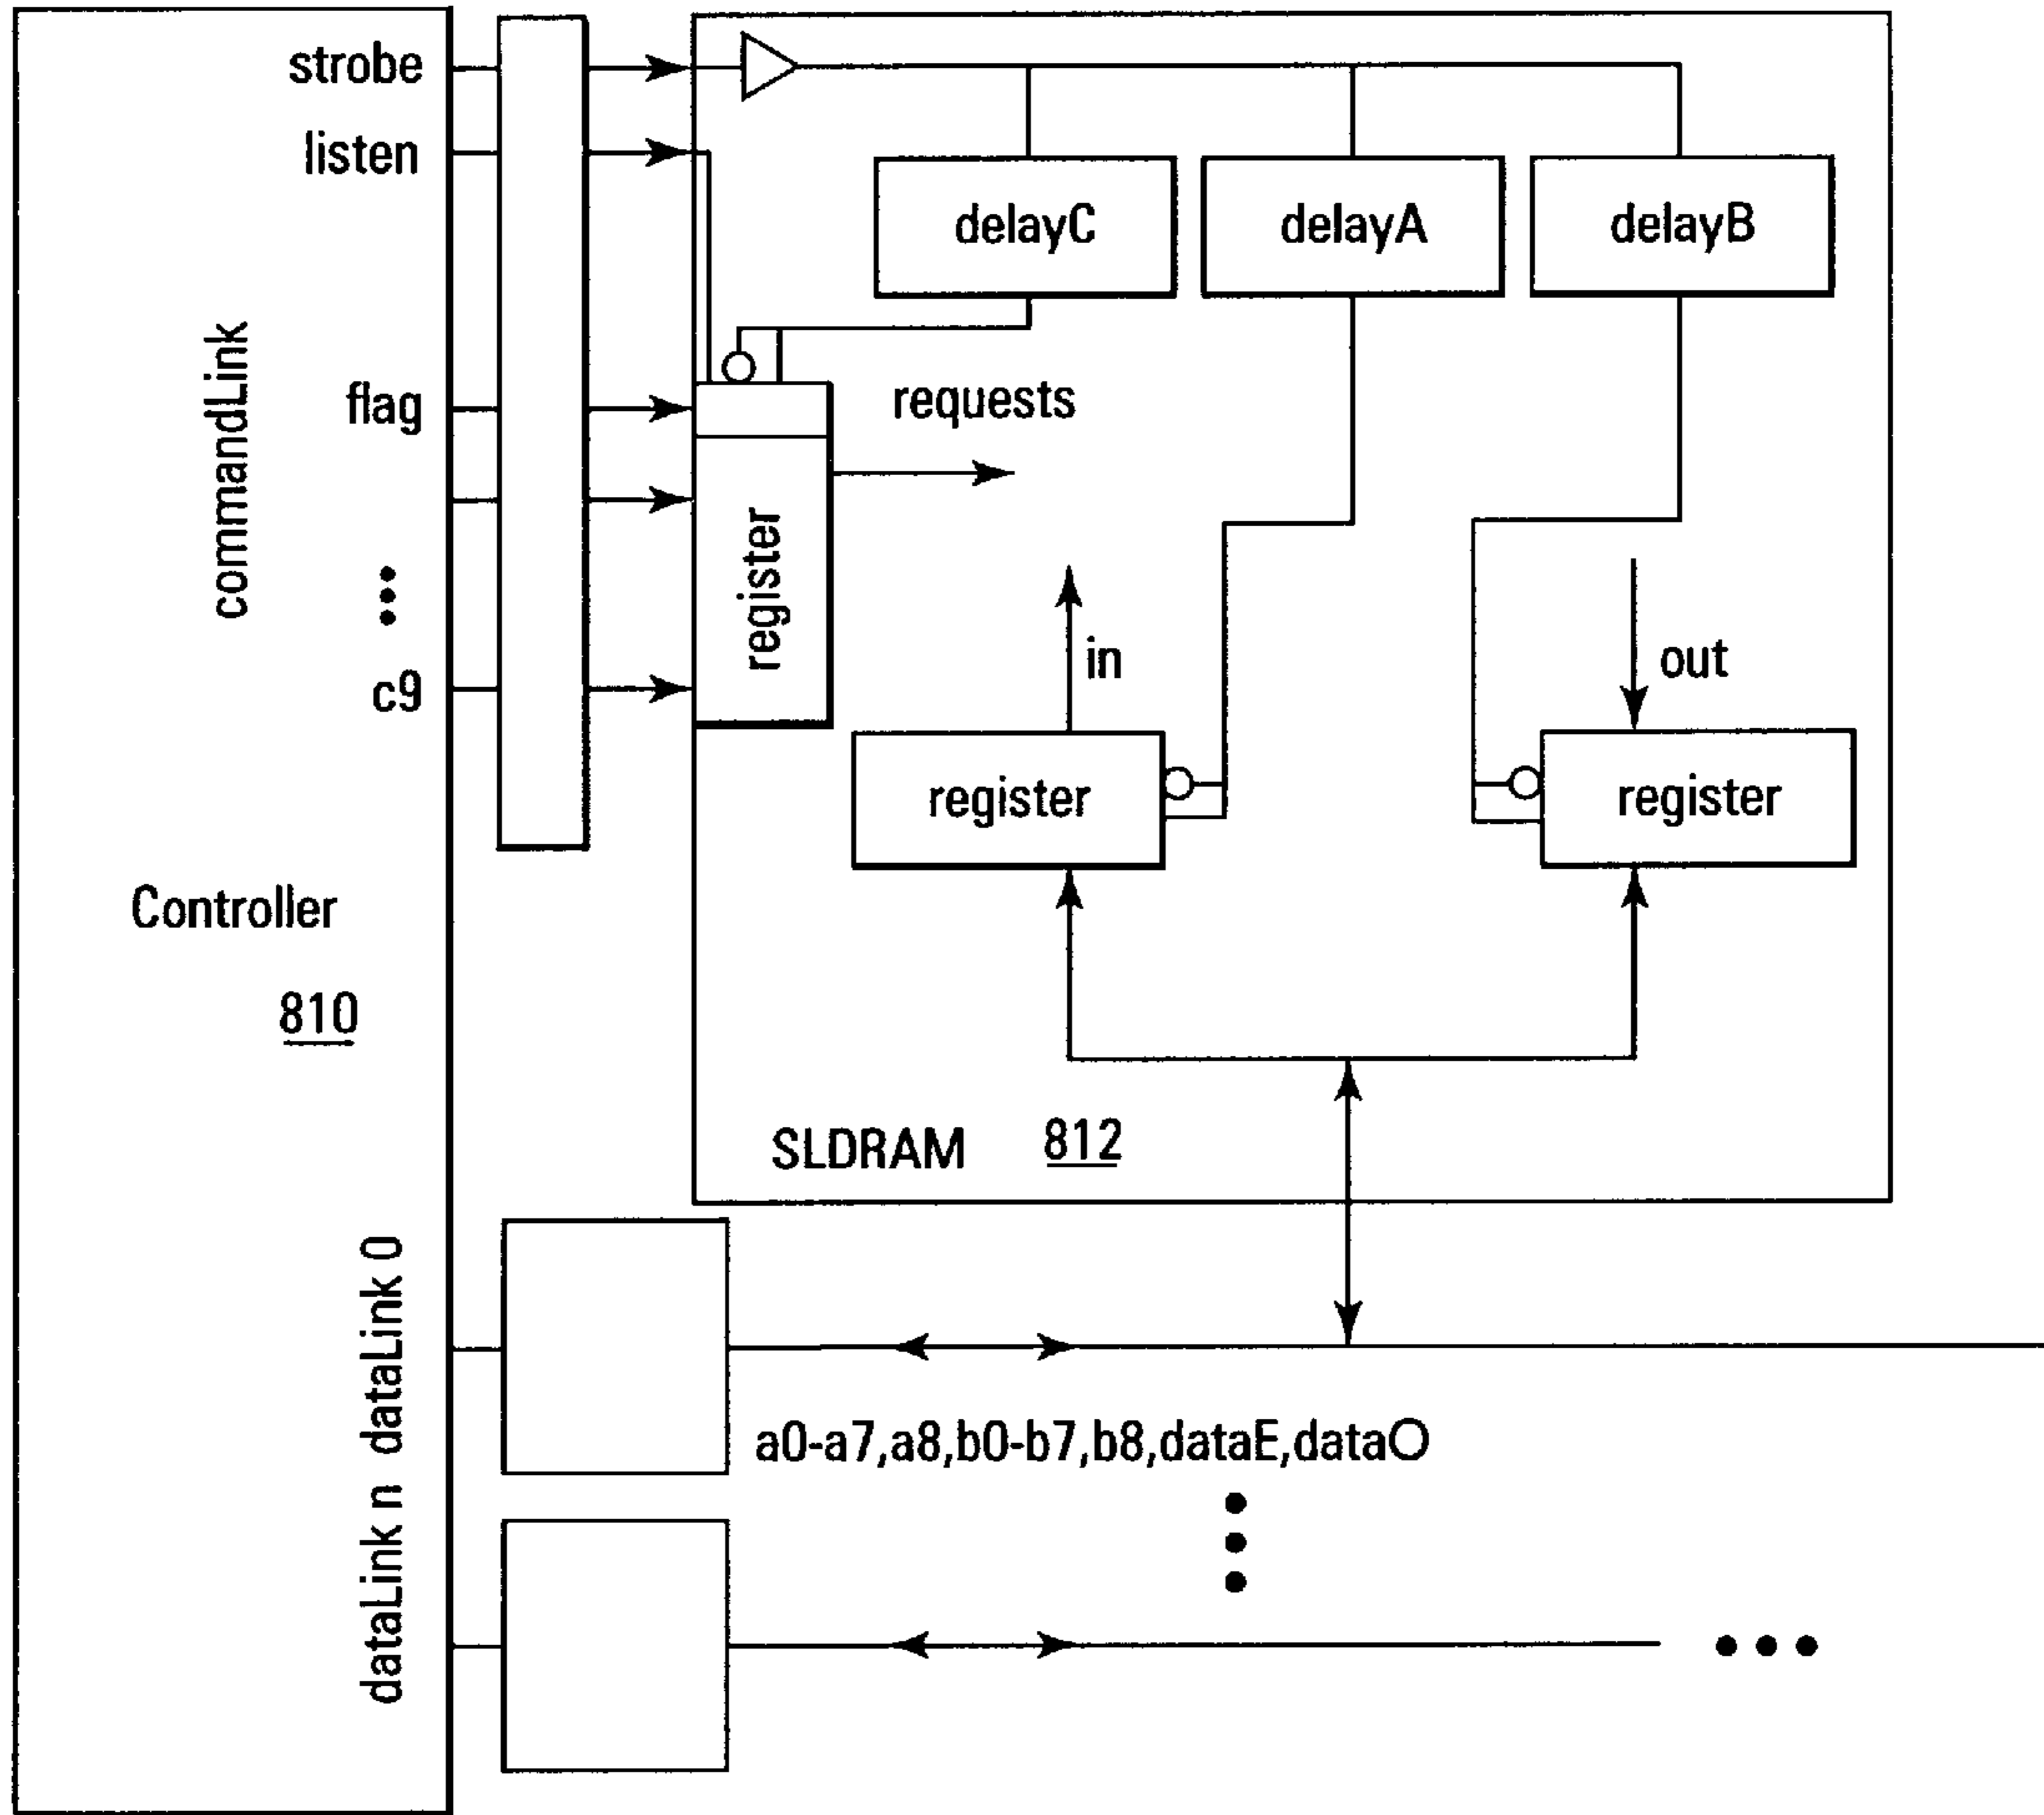 strobe
listen
commandLink
flag
c9
Controller
810
dataLink n dataLink 0
delayC
delayA
delayB
requests
register
in
out
register
register
SLDRAM 812
a0-a7,a8,b0-b7,b8,dataE,dataO